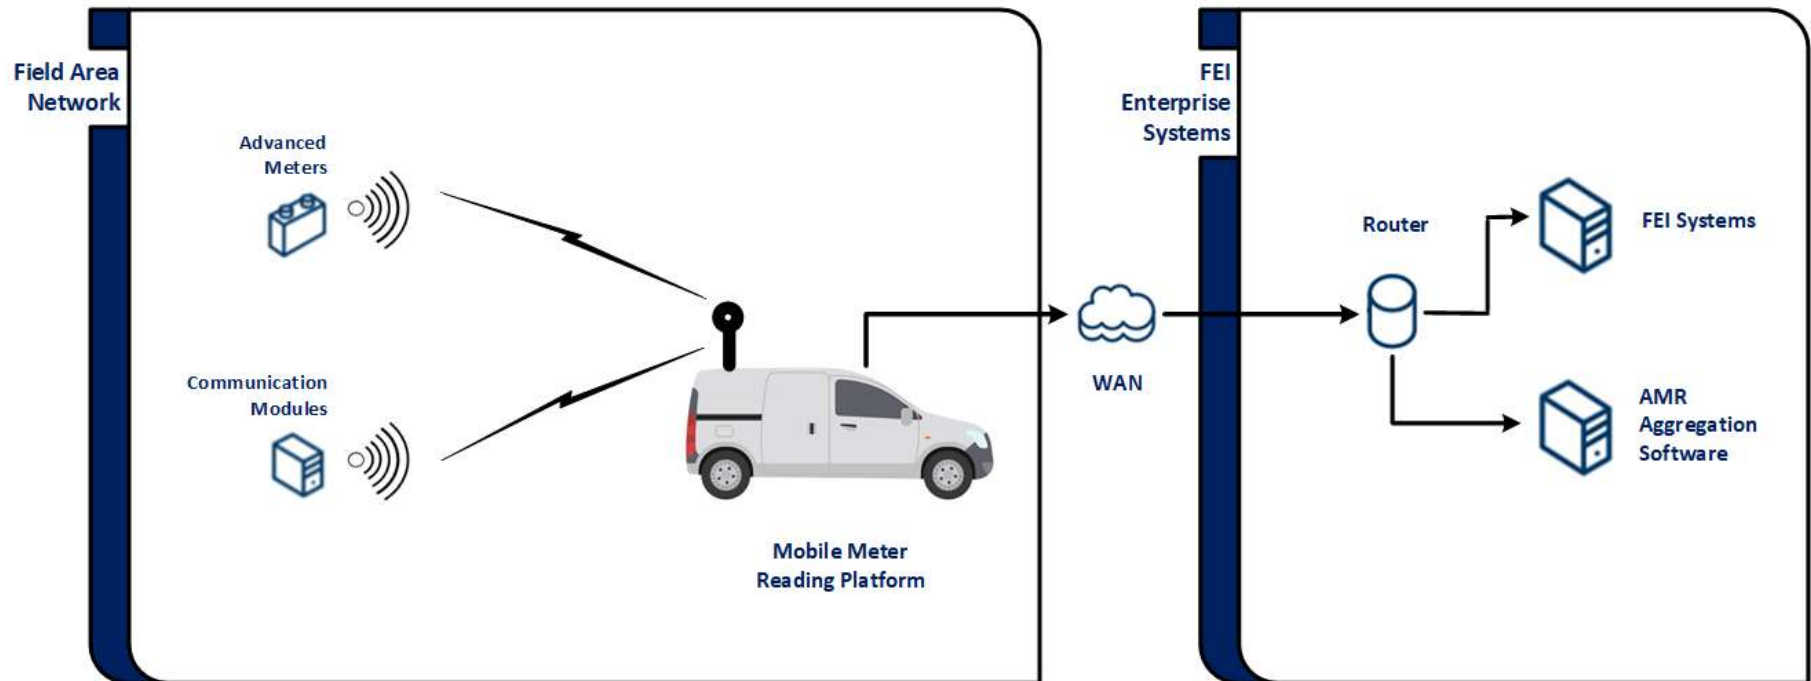 Field Area
Network
Advanced
Meters
Communication
Modules
Mobile Meter
Reading Platform
WAN
FEI
Enterprise
Systems
Router
FEI Systems
AMR
Aggregation
Software